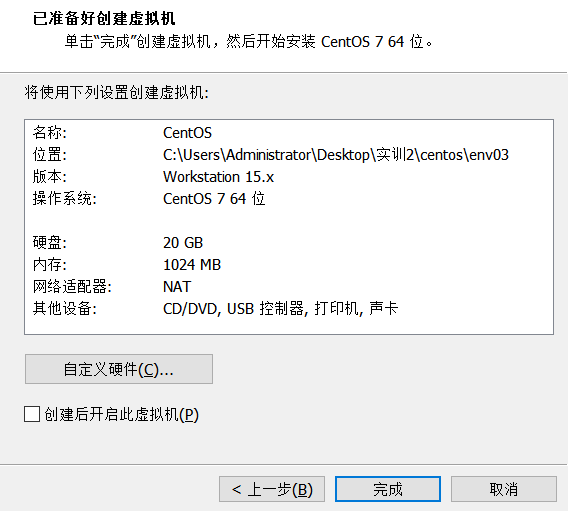 已准备好创建虚拟机
单击“完成”创建虚拟机，然后开始安装 CentOS 7 64 位。
将使用下列设置创建虚拟机:
名称: CentOS
位置: C:\Users\Administrator\Desktop\实训2\centos\env03
版本: Workstation 15.x
操作系统: CentOS 7 64 位
硬盘: 20 GB
内存: 1024 MB
网络适配器: NAT
其他设备: CD/DVD, USB 控制器, 打印机, 声卡
自定义硬件(C)...
创建后开启此虚拟机(P)
< 上一步(B) 完成 取消